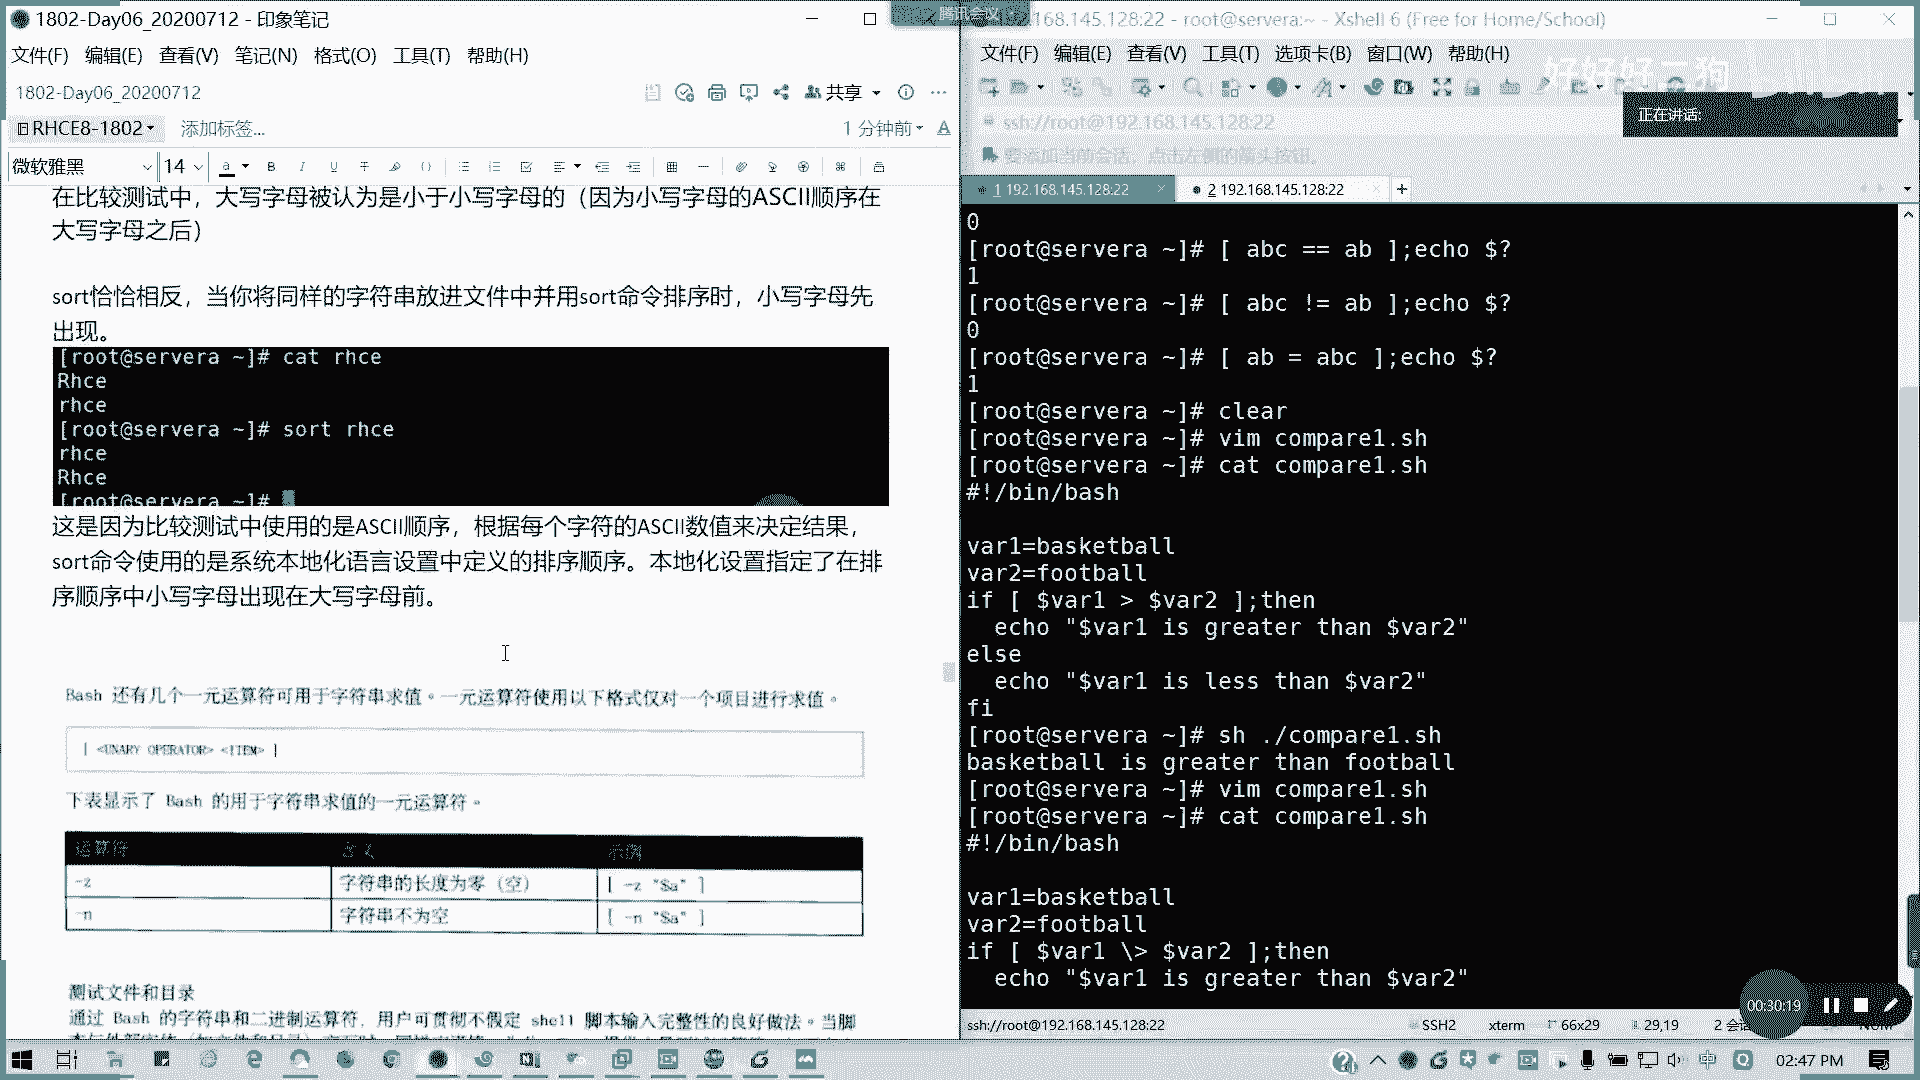 1802-Day06_20200712 - 印象笔记
文件(F) 编辑(E) 查看(V) 笔记(N) 格式(O) 工具(T) 帮助(H)
1802-Day06_20200712
共享
RHCE8-1802
添加标签...
1 分钟前
微软雅黑
14
在比较测试中，大写字母被认为是小于小写字母的（因为小写字母的ASCII顺序在
大写字母之后）
sort恰恰相反，当你将同样的字符串放进文件中并用sort命令排序时，小写字母先
出现。
[root@servera ~]# cat rhce
Rhce
rhce
[root@servera ~]# sort rhce
rhce
Rhce
[root@servera ~]#
这是因为比较测试中使用的是ASCII顺序，根据每个字符的ASCII数值来决定结果，
sort命令使用的是系统本地化语言设置中定义的排序顺序。本地化设置指定了在排
序顺序中小写字母出现在大写字母前。
Bash 还有几个一元运算符可用于字符串求值。一元运算符使用以下格式仅对一个项目进行求值。
[ <UNARY OPERATOR> <ITEM> ]
下表显示了 Bash 的用于字符串求值的一元运算符。
运算符 含义 示例
-z 字符串的长度为零（空） [ -z "$a" ]
-n 字符串不为空 [ -n "$a" ]
测试文件和目录
通过 Bash 的字符串和二进制运算符，用户可贯彻不假定 shell 脚本输入完整性的良好做法。当脚
腾讯会议
168.145.128:22 - root@servera:~ - Xshell 6 (Free for Home/School)
文件(F) 编辑(E) 查看(V) 工具(T) 选项卡(B) 窗口(W) 帮助(H)
好好好二狗
正在讲话:
ssh://root@192.168.145.128:22
要添加当前会话，点击左侧的箭头按钮。
1 192.168.145.128:22
2 192.168.145.128:22
0
[root@servera ~]# [ abc == ab ];echo $?
1
[root@servera ~]# [ abc != ab ];echo $?
0
[root@servera ~]# [ ab = abc ];echo $?
1
[root@servera ~]# clear
[root@servera ~]# vim compare1.sh
[root@servera ~]# cat compare1.sh
#!/bin/bash
var1=basketball
var2=football
if [ $var1 > $var2 ];then
echo "$var1 is greater than $var2"
else
echo "$var1 is less than $var2"
fi
[root@servera ~]# sh ./compare1.sh
basketball is greater than football
[root@servera ~]# vim compare1.sh
[root@servera ~]# cat compare1.sh
#!/bin/bash
var1=basketball
var2=football
if [ $var1 \> $var2 ];then
echo "$var1 is greater than $var2"
00:30:19
ssh://root@192.168.145.128:22
SSH2
xterm
66x29
29,19
2 会话
NUM
02:47 PM